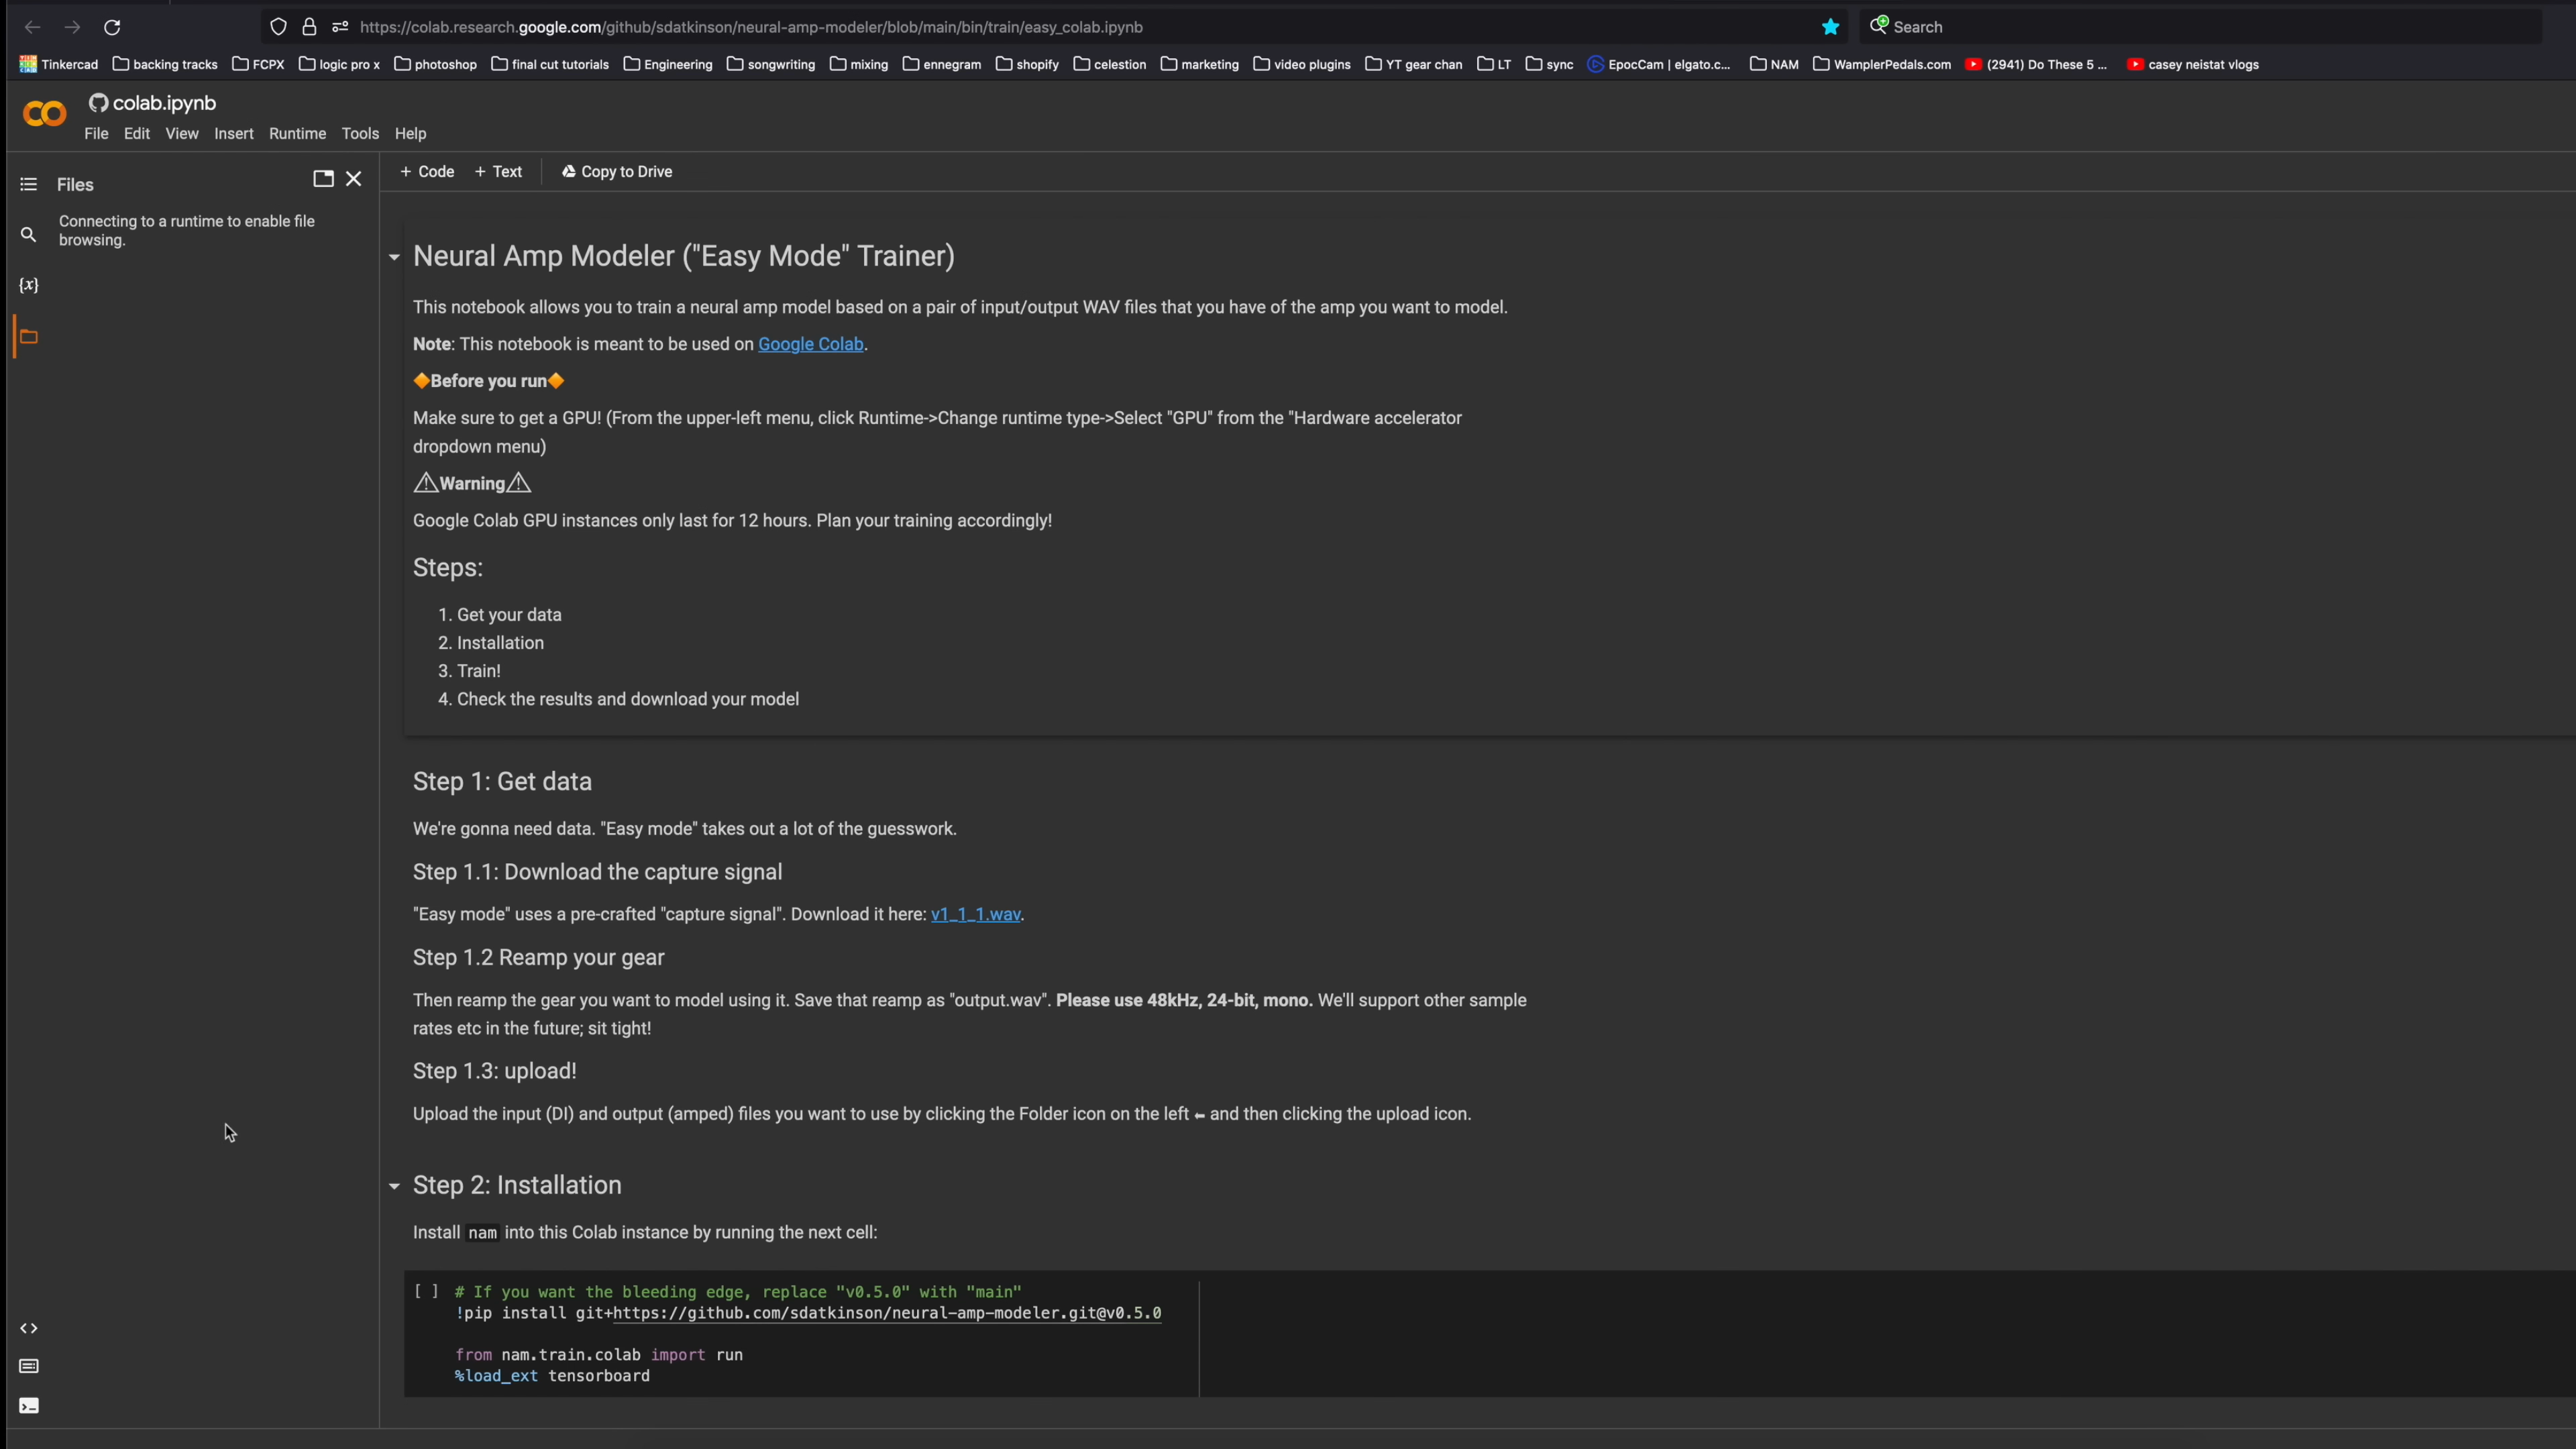 https://colab.research.google.com/github/sdatkinson/neural-amp-modeler/blob/main/bin/train/easy_colab.ipynb
Search
Tinkercad backing tracks FCPX logic pro x photoshop final cut tutorials Engineering songwriting mixing ennegram shopify celestion marketing video plugins YT gear chan LT sync EpocCam | elgato.c... NAM WamplerPedals.com (2941) Do These 5 ... casey neistat vlogs
CO
colab.ipynb
File Edit View Insert Runtime Tools Help
Files
+ Code + Text Copy to Drive
Connecting to a runtime to enable file
browsing.
{x}
Neural Amp Modeler ("Easy Mode" Trainer)
This notebook allows you to train a neural amp model based on a pair of input/output WAV files that you have of the amp you want to model.
Note: This notebook is meant to be used on Google Colab.
🔶Before you run🔶
Make sure to get a GPU! (From the upper-left menu, click Runtime->Change runtime type->Select "GPU" from the "Hardware accelerator
dropdown menu)
⚠Warning⚠
Google Colab GPU instances only last for 12 hours. Plan your training accordingly!
Steps:
1. Get your data
2. Installation
3. Train!
4. Check the results and download your model
Step 1: Get data
We're gonna need data. "Easy mode" takes out a lot of the guesswork.
Step 1.1: Download the capture signal
"Easy mode" uses a pre-crafted "capture signal". Download it here: v1_1_1.wav.
Step 1.2 Reamp your gear
Then reamp the gear you want to model using it. Save that reamp as "output.wav". Please use 48kHz, 24-bit, mono. We'll support other sample
rates etc in the future; sit tight!
Step 1.3: upload!
Upload the input (DI) and output (amped) files you want to use by clicking the Folder icon on the left ⬅ and then clicking the upload icon.
Step 2: Installation
Install nam into this Colab instance by running the next cell:
[ ] # If you want the bleeding edge, replace "v0.5.0" with "main"
!pip install git+https://github.com/sdatkinson/neural-amp-modeler.git@v0.5.0
from nam.train.colab import run
%load_ext tensorboard